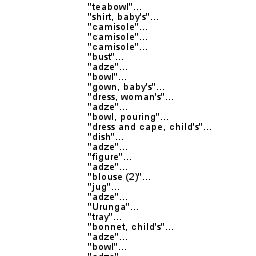 "teabowl"...
"shirt, baby's"...
"camisole"...
"camisole"...
"camisole"...
"bust"...
"adze"...
"bowl"...
"gown, baby's"...
"dress, woman's"...
"adze"...
"bowl, pouring"...
"dress and cape, child's"...
"dish"...
"adze"...
"figure"...
"adze"...
"blouse (2)"...
"jug"...
"adze"...
"Urunga"...
"tray"...
"bonnet, child's"...
"adze"...
"bowl"...